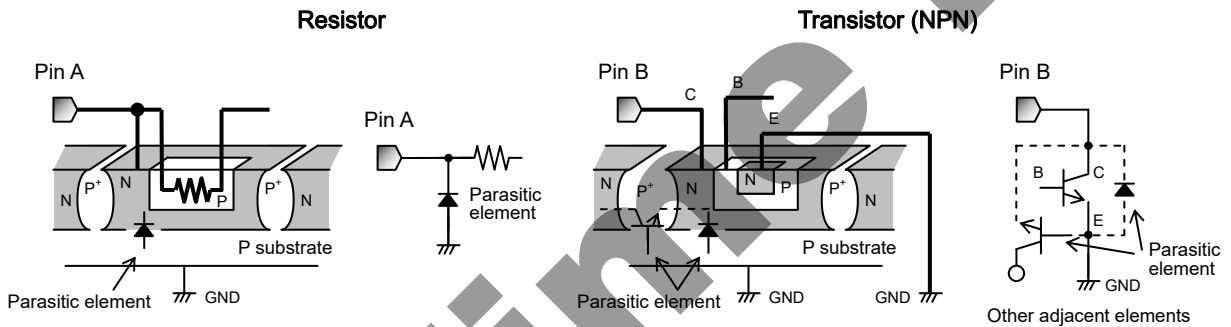 Resistor
Transistor (NPN)
Pin A
N
P+
N
P
P+
N
P substrate
GND
Parasitic element
Pin A
Parasitic
element
Pin B
C
B
E
N
P+
N
N
P
P+
N
P substrate
GND
GND
Parasitic element
Pin B
B
C
E
Parasitic
element
GND
Other adjacent elements